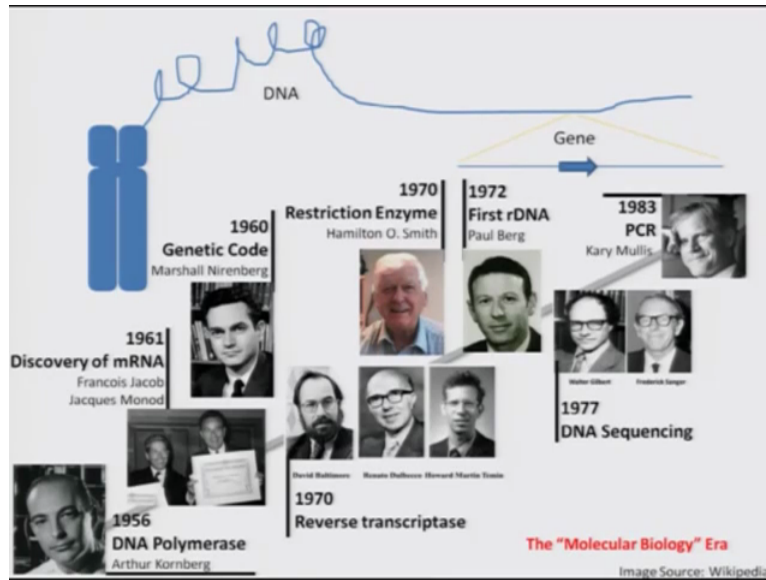 DNA
Gene
1970
Restriction Enzyme
Hamilton O. Smith
1972
First rDNA
Paul Berg
1983
PCR
Kary Mullis
1960
Genetic Code
Marshall Nirenberg
1961
Discovery of mRNA
Francois Jacob
Jacques Monod
Walter Gilbert
Frederick Sanger
1977
DNA Sequencing
David Baltimore
Renato Dulbecco
Howard Martin Temin
1970
Reverse transcriptase
1956
DNA Polymerase
Arthur Kornberg
The "Molecular Biology" Era
Image Source: Wikipedia